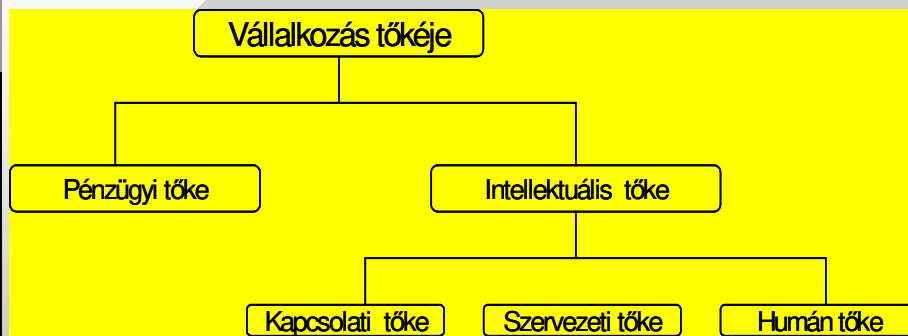 Vállalkozás tőkéje
Pénzügyi tőke
Intellektuális tőke
Kapcsolati tőke
Szervezeti tőke
Humán tőke